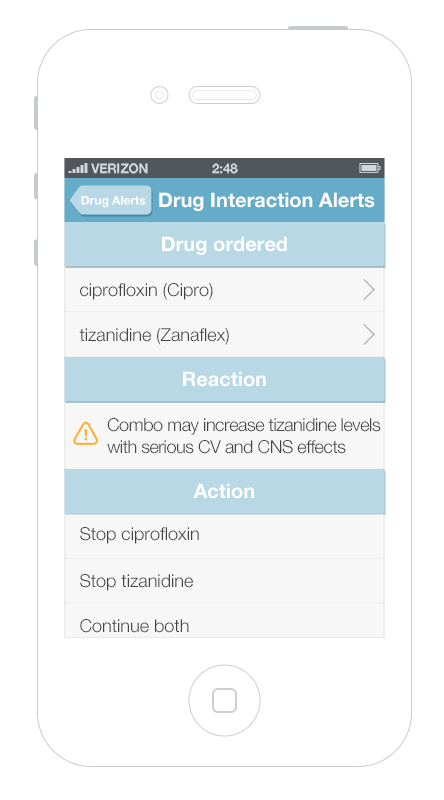 VERIZON 2:48
Drug Alerts Drug Interaction Alerts
Drug ordered
ciprofloxin (Cipro)
tizanidine (Zanaflex)
Reaction
Combo may increase tizanidine levels
with serious CV and CNS effects
Action
Stop ciprofloxin
Stop tizanidine
Continue both